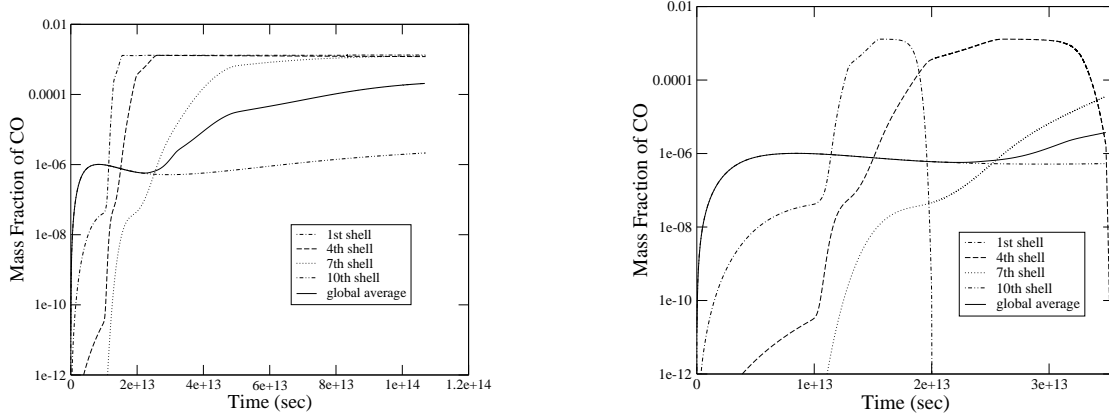 0.01
0.0001
1e-06
1e-08
1e-10
1e-12
Mass Fraction of CO
0
2e+13
4e+13
6e+13
8e+13
1e+14
1.2e+14
Time (sec)
1st shell
4th shell
7th shell
10th shell
global average
0.01
0.0001
1e-06
1e-08
1e-10
1e-12
Mass Fraction of CO
0
1e+13
2e+13
3e+13
Time (sec)
1st shell
4th shell
7th shell
10th shell
global average